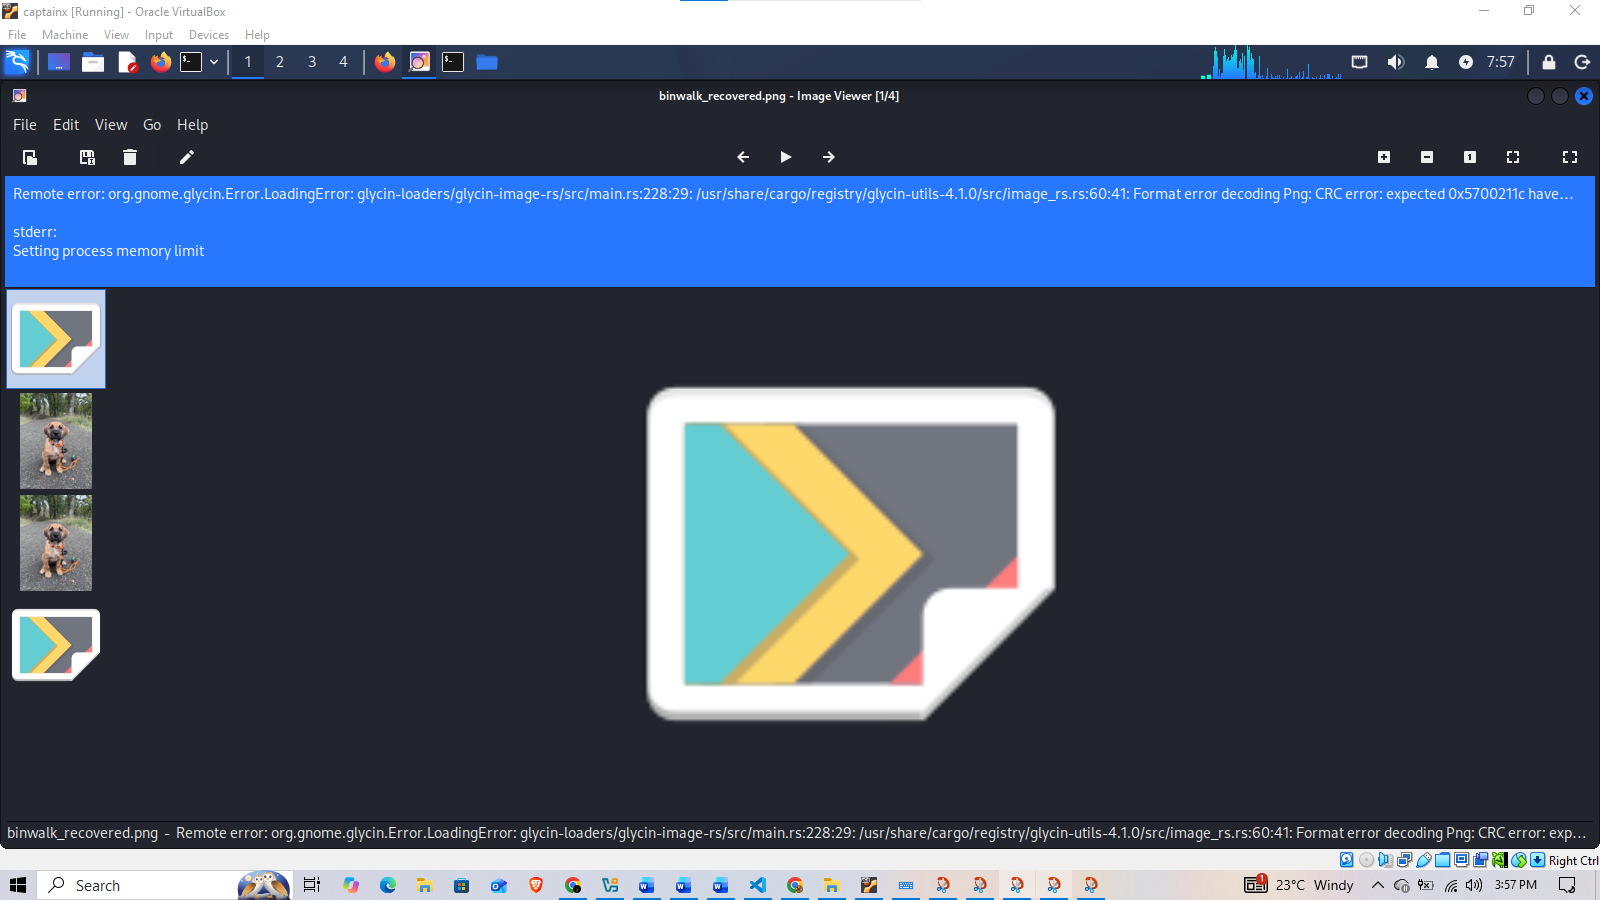 captainx [Running] - Oracle VirtualBox
File Machine View Input Devices Help
1 2 3 4
7:57
binwalk_recovered.png - Image Viewer [1/4]
File Edit View Go Help
Remote error: org.gnome.glycin.Error.LoadingError: glycin-loaders/glycin-image-rs/src/main.rs:228:29: /usr/share/cargo/registry/glycin-utils-4.1.0/src/image_rs.rs:60:41: Format error decoding Png: CRC error: expected 0x5700211c have…
stderr:
Setting process memory limit
binwalk_recovered.png - Remote error: org.gnome.glycin.Error.LoadingError: glycin-loaders/glycin-image-rs/src/main.rs:228:29: /usr/share/cargo/registry/glycin-utils-4.1.0/src/image_rs.rs:60:41: Format error decoding Png: CRC error: exp…
Right Ctrl
Search
1
23°C Windy
3:57 PM